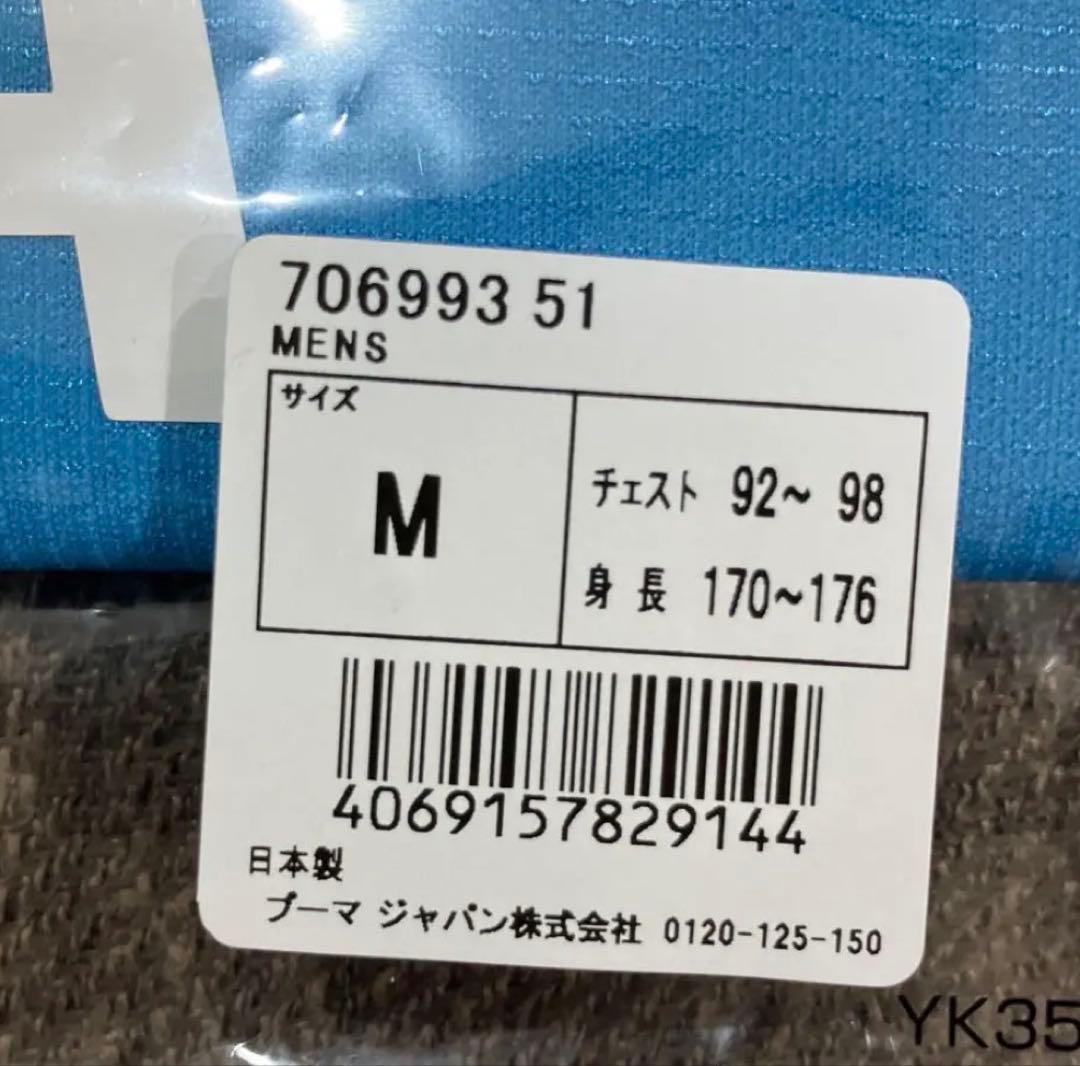 A
706993 51
MENS
サイズ
M
チェスト 92~ 98
身長 170~176
4069157829144
日本製
プーマ ジャパン株式会社 0120-125-150
YK35